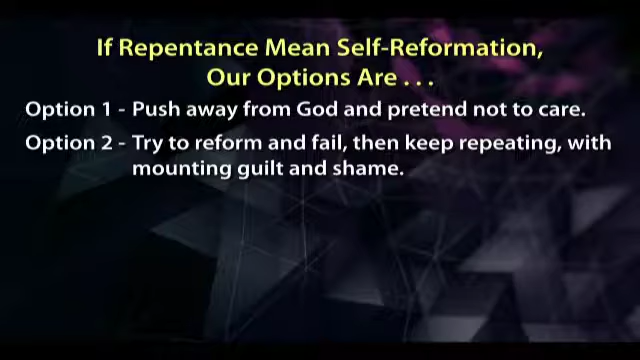 If Repentance Mean Self-Reformation,
Our Options Are . . .
Option 1 - Push away from God and pretend not to care.
Option 2 - Try to reform and fail, then keep repeating, with
mounting guilt and shame.